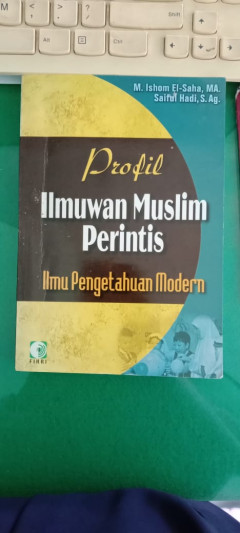 M
<
>
?
Shift
Alt
Ctrl
M. Ishom El-Saha, MA.
Saiful Hadi, S. Ag.
Profil
Ilmuwan Muslim
Perintis
Ilmu Pengetahuan Modern